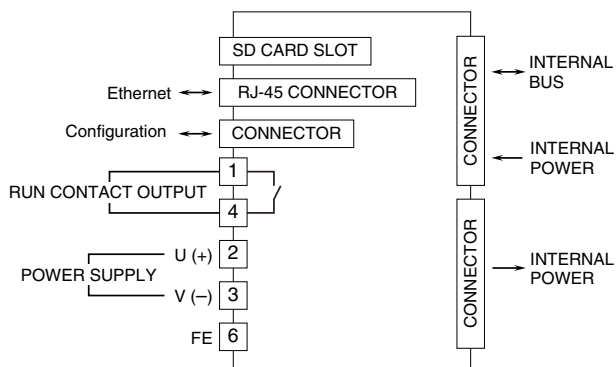 SD CARD SLOT
Ethernet
RJ-45 CONNECTOR
Configuration
CONNECTOR
1
RUN CONTACT OUTPUT
4
U (+)
2
POWER SUPPLY
V (–)
3
FE
6
CONNECTOR
INTERNAL
BUS
INTERNAL
POWER
CONNECTOR
INTERNAL
POWER